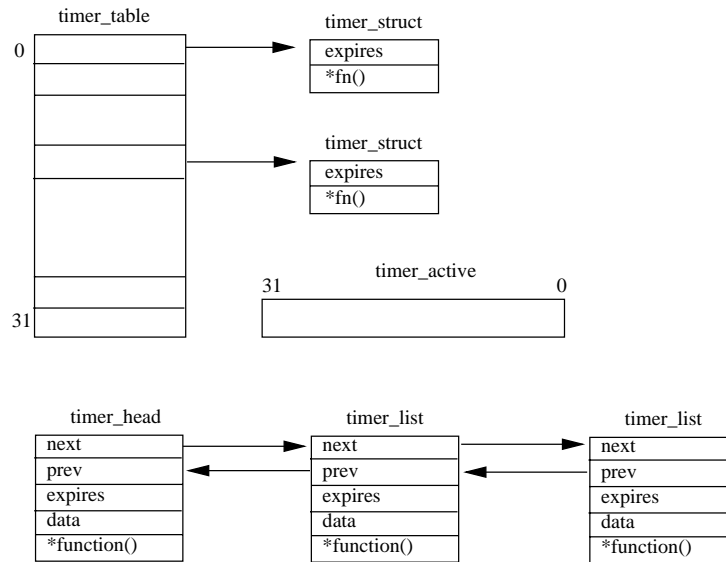 timer_table
0
31
timer_struct
expires
*fn()
timer_struct
expires
*fn()
timer_active
31 0
timer_head
next
prev
expires
data
*function()
timer_list
next
prev
expires
data
*function()
timer_list
next
prev
expires
data
*function()